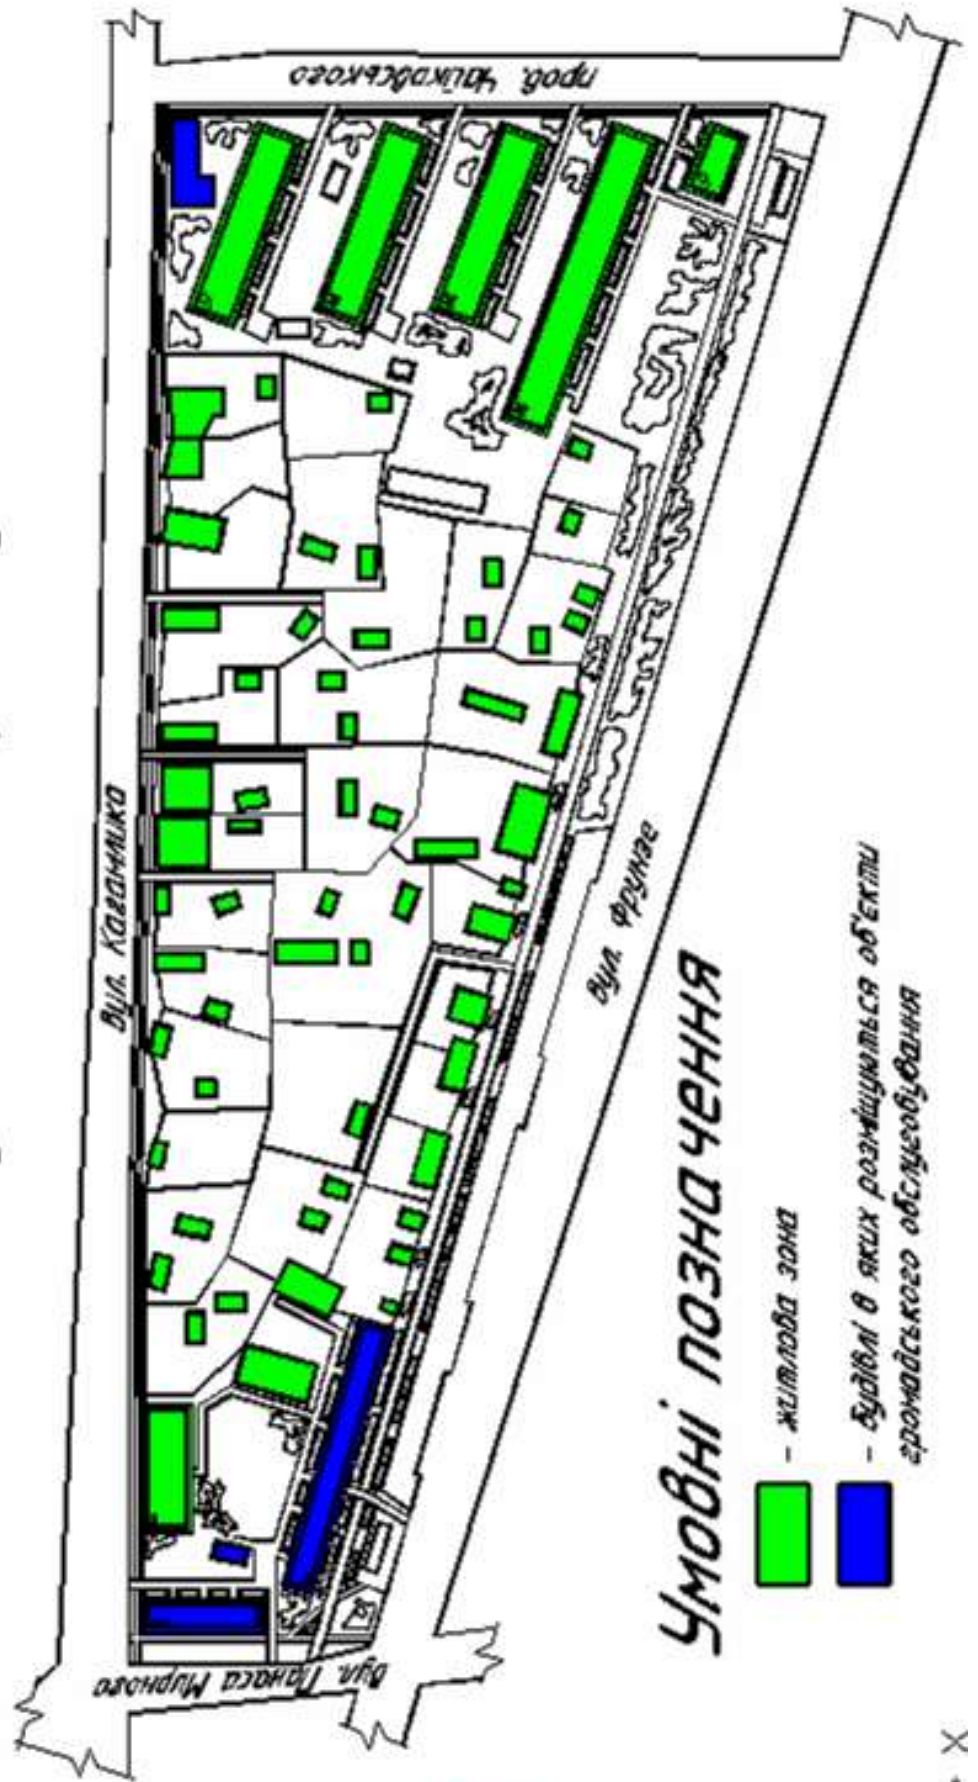 пров. Чайковського
вул. Кагамлика
вул. Фрунзе
вул. Панаса Мирного
Умовні позначення
- житлова зона
- будівлі в яких розміщуються об'єкти
громадського обслуговування
X